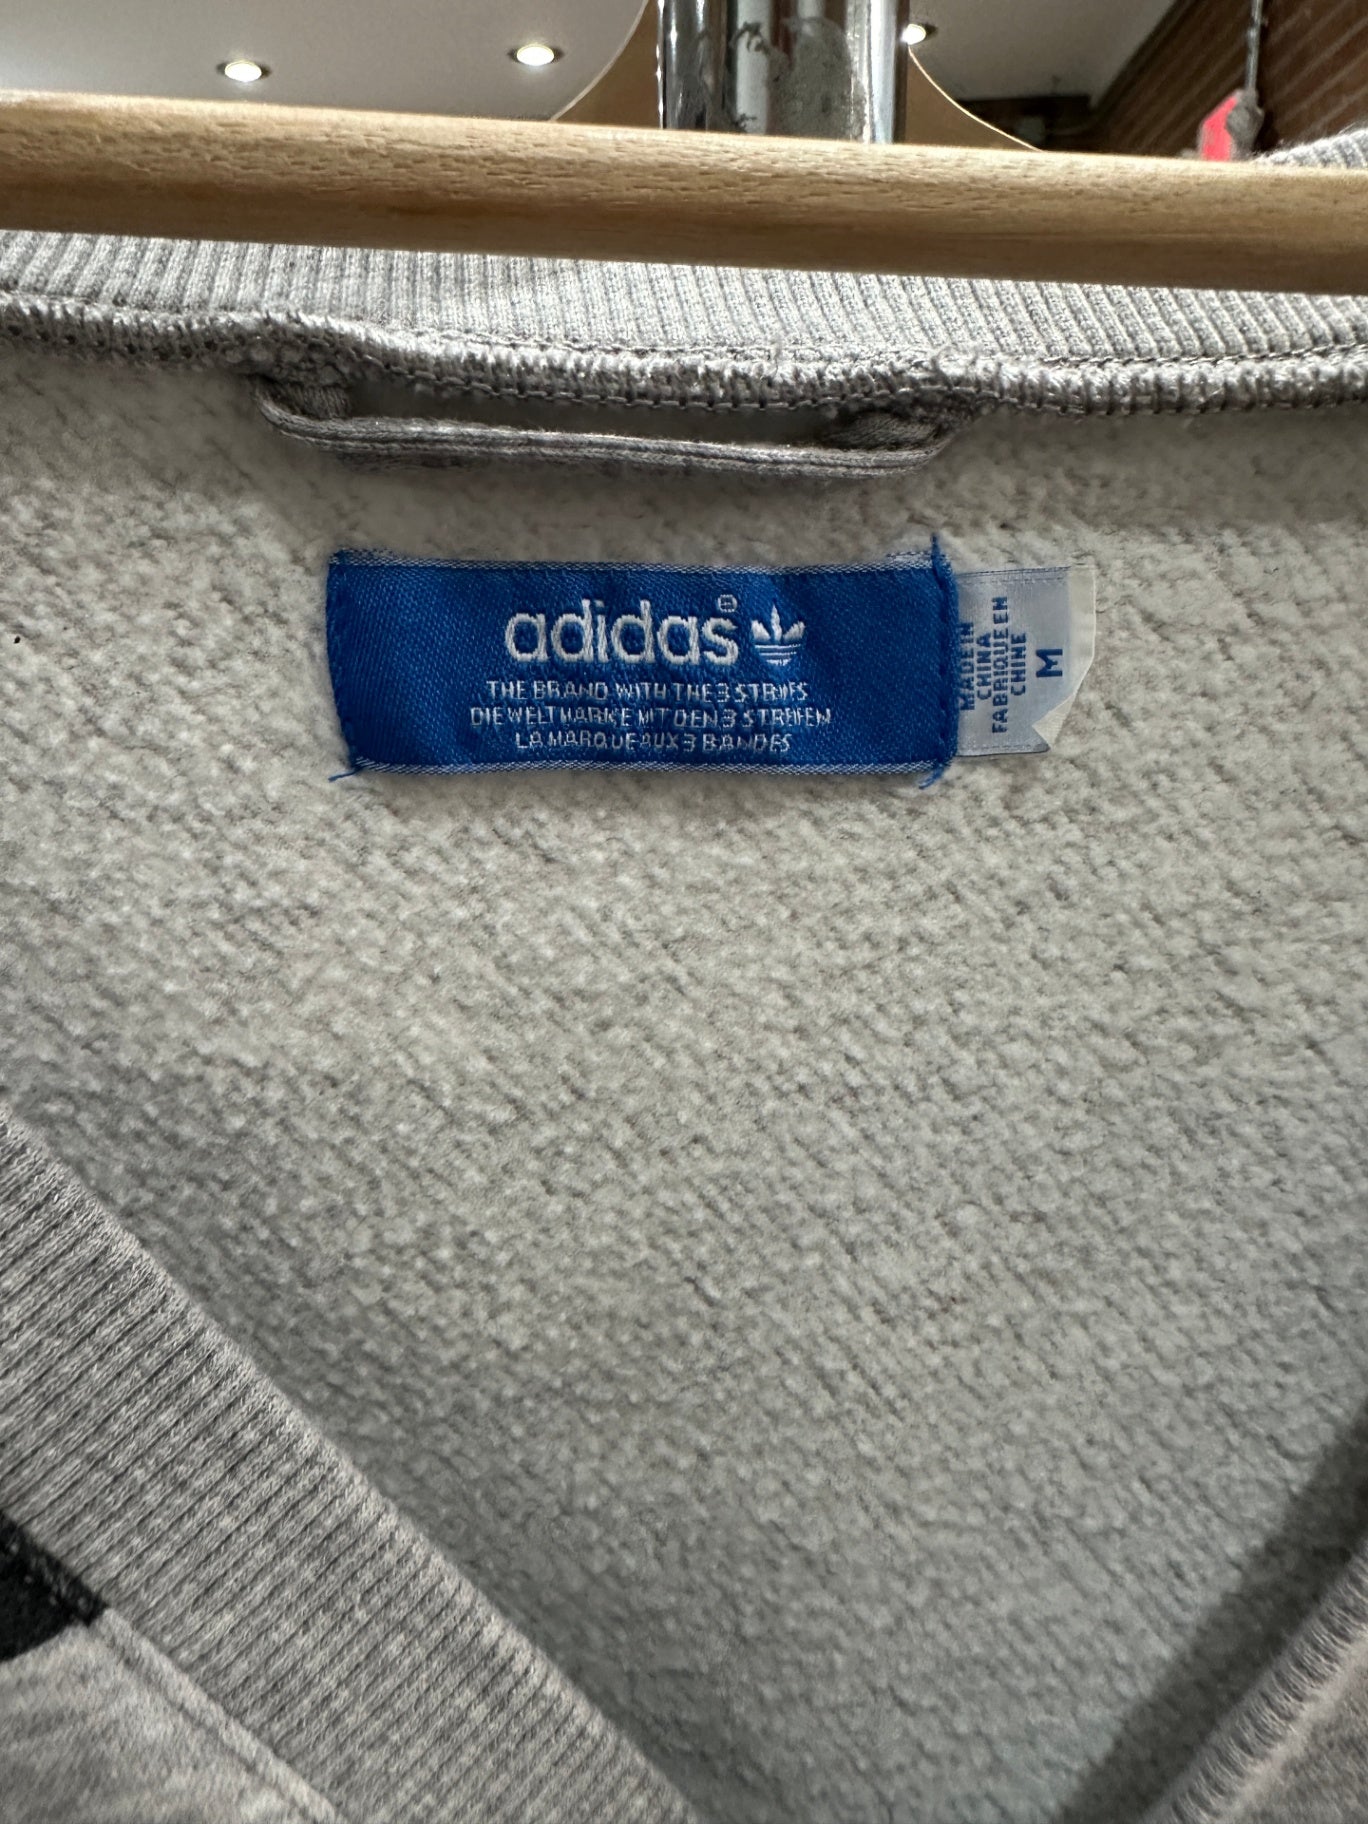 adidas®
THE BRAND WITH THE 3 STRIPES
DIE WELTMARKE MIT DEN 3 STREIFEN
LA MARQUE AUX 3 BANDES
MADE IN
CHINA
FABRIQUE EN
CHINE
M